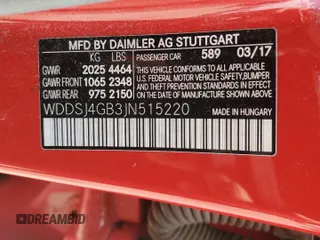 MFD BY DAIMLER AG STUTTGART
PASSENGER CAR 589 03/17
KG LBS
GVWR 2025 4464
GAWR FRONT 1065 2348
GAWR REAR 975 2150
THIS VEHICLE CONFORMS TO ALL APPLICABLE
U.S. FEDERAL MOTOR VEHICLE SAFETY, BUMPER
AND THEFT PREVENTION STANDARDS IN
EFFECT ON THE DATE OF MANUFACTURE
SHOWN ABOVE
WDDSJ4GB3JN515220
MADE IN HUNGARY
DREAMBID